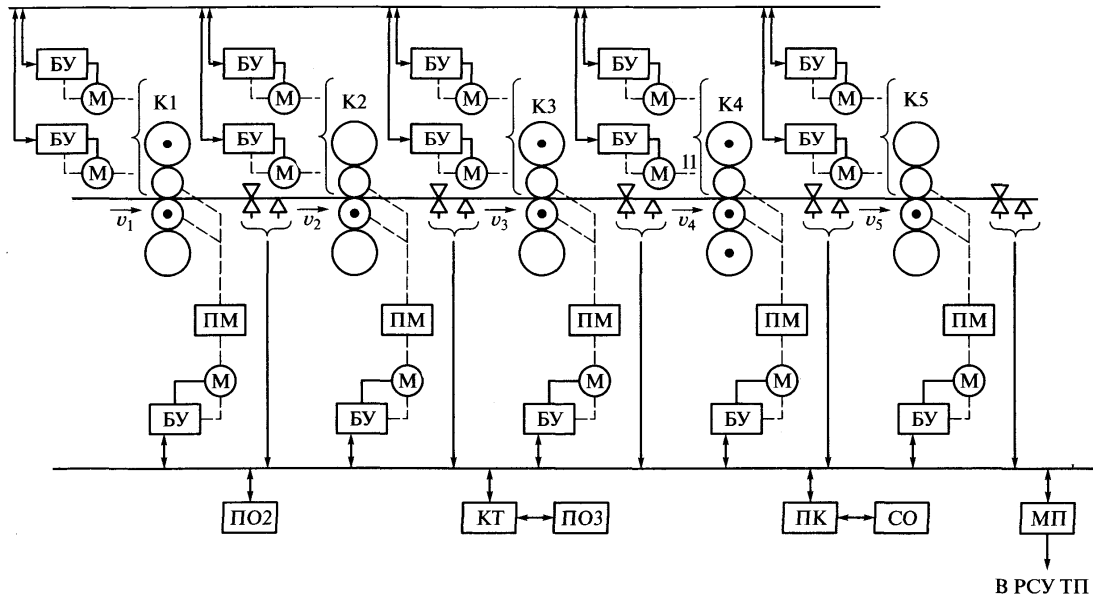 БУ БУ БУ БУ БУ
М М М М М
К1 К2 К3 К4 К5
БУ БУ БУ БУ БУ
М М М М 11 М
v₁ v₂ v₃ v₄ v₅
ПМ ПМ ПМ ПМ ПМ
М М М М М
БУ БУ БУ БУ БУ
ПО2 КТ ПО3 ПК СО МП
В РСУ ТП